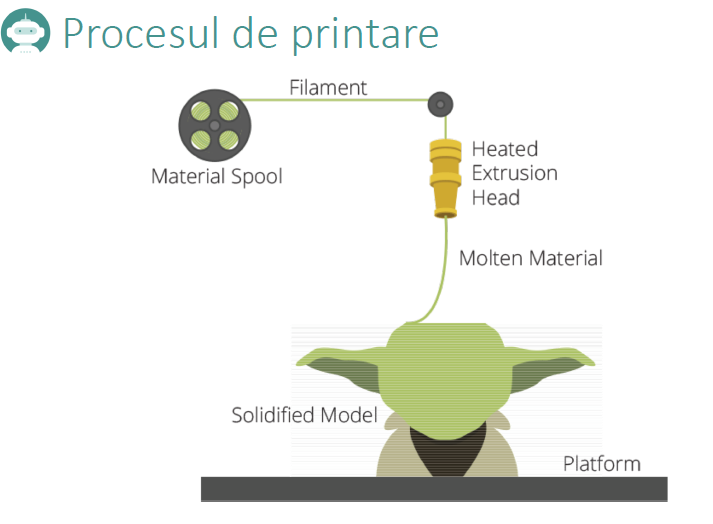 Procesul de printare
Filament
Material Spool
Heated
Extrusion
Head
Molten Material
Solidified Model
Platform